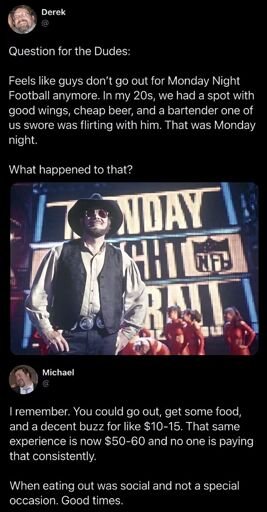 Derek
@
Question for the Dudes:
Feels like guys don't go out for Monday Night
Football anymore. In my 20s, we had a spot with
good wings, cheap beer, and a bartender one of
us swore was flirting with him. That was Monday
night.
What happened to that?
NDAY
HT
NFL
BALL
Michael
@
I remember. You could go out, get some food,
and a decent buzz for like $10-15. That same
experience is now $50-60 and no one is paying
that consistently.
When eating out was social and not a special
occasion. Good times.